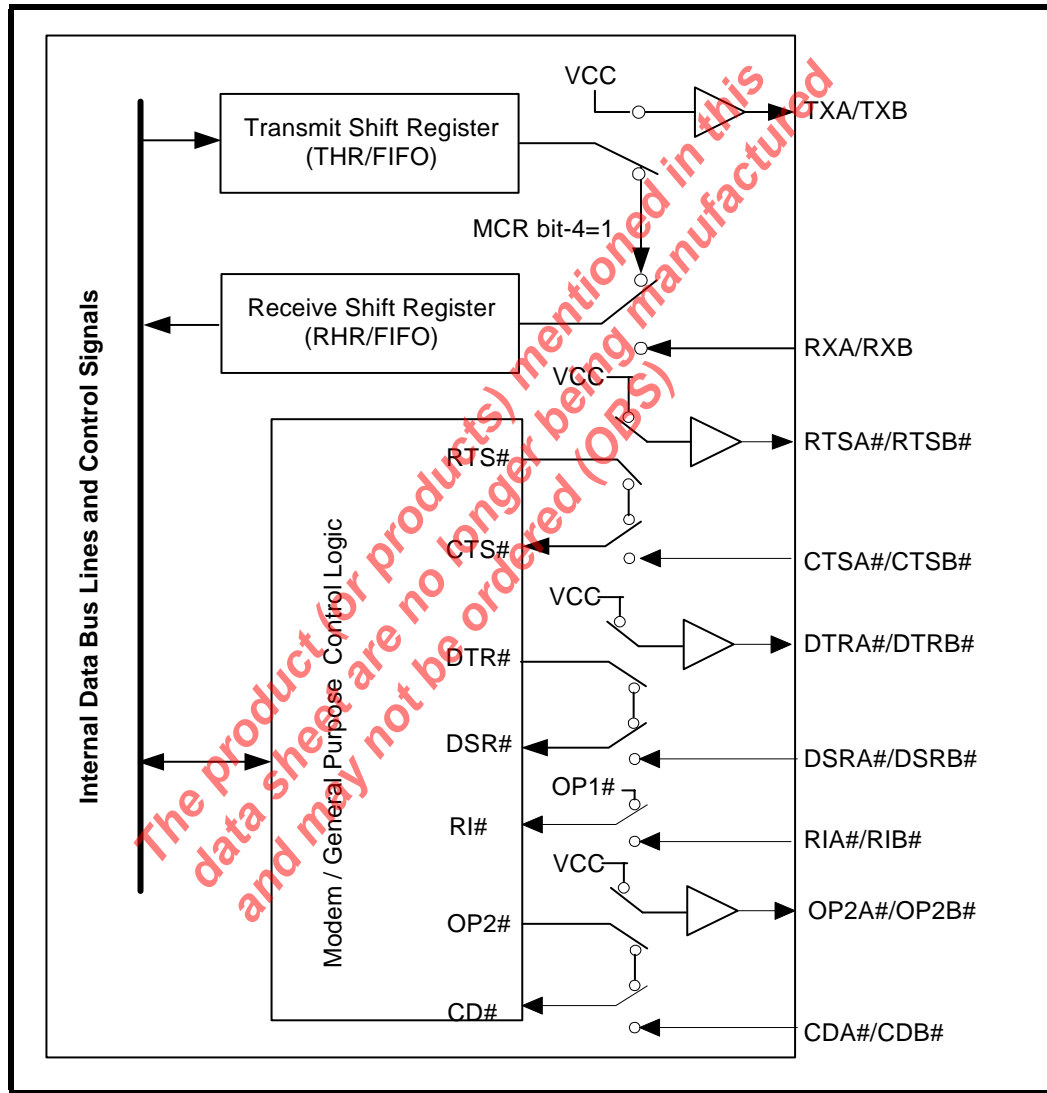 VCC
TXA/TXB
Transmit Shift Register
(THR/FIFO)
MCR bit-4=1
Receive Shift Register
(RHR/FIFO)
RXA/RXB
VCC
RTSA#/RTSB#
RTS#
CTS#
CTSA#/CTSB#
VCC
DTRA#/DTRB#
DTR#
DSR#
DSRA#/DSRB#
OP1#
RI#
RIA#/RIB#
VCC
OP2A#/OP2B#
OP2#
CD#
CDA#/CDB#
Internal Data Bus Lines and Control Signals
Modem / General Purpose Control Logic
The product (or products) mentioned in this
data sheet are no longer being manufactured
and may not be ordered (OBS)